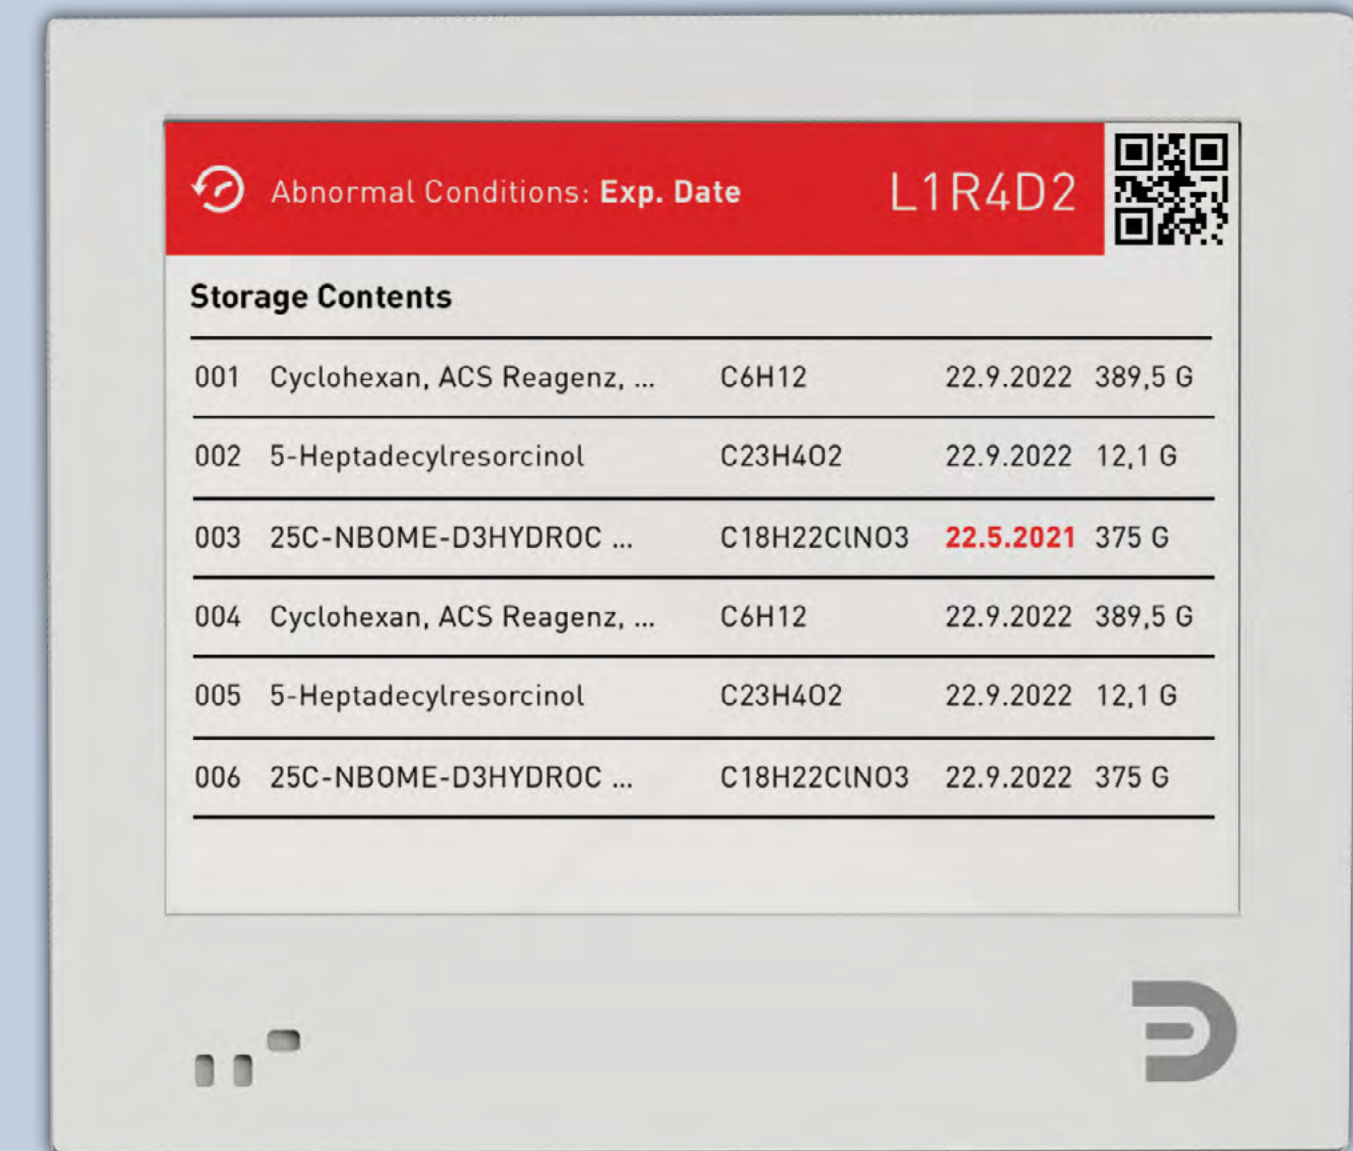 Abnormal Conditions: Exp. Date L1R4D2
Storage Contents
001 Cyclohexan, ACS Reagenz, ... C6H12 22.9.2022 389,5 G
002 5-Heptadecylresorcinol C23H4O2 22.9.2022 12,1 G
003 25C-NBOME-D3HYDROC ... C18H22ClNO3 22.5.2021 375 G
004 Cyclohexan, ACS Reagenz, ... C6H12 22.9.2022 389,5 G
005 5-Heptadecylresorcinol C23H4O2 22.9.2022 12,1 G
006 25C-NBOME-D3HYDROC ... C18H22ClNO3 22.9.2022 375 G